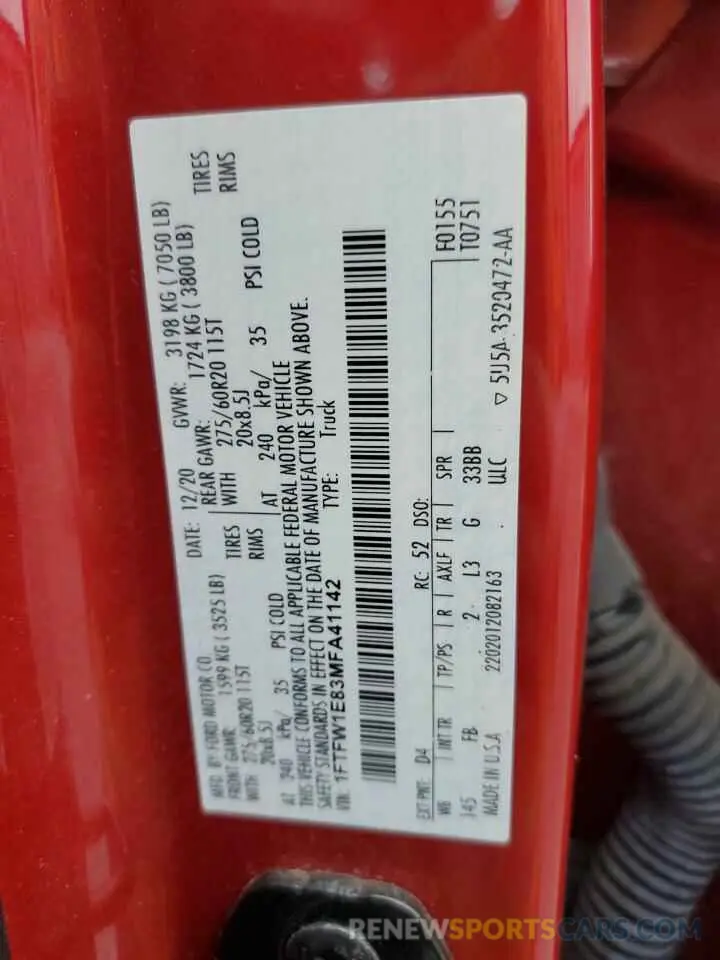 MFD BY FORD MOTOR CO. DATE: 12/20 GVWR: 3198 KG ( 7050 LB)
FRONT GAWR: 1599 KG ( 3525 LB) REAR GAWR: 1724 KG ( 3800 LB)
WITH 275/60R20 115T TIRES WITH 275/60R20 115T TIRES
20x8.5J RIMS 20x8.5J RIMS
AT 240 kPa/ 35 PSI COLD AT 240 kPa/ 35 PSI COLD
THIS VEHICLE CONFORMS TO ALL APPLICABLE FEDERAL MOTOR VEHICLE
SAFETY STANDARDS IN EFFECT ON THE DATE OF MANUFACTURE SHOWN ABOVE.
VIN: 1FTFW1E83MFA41142 TYPE: Truck
EXT PNT: D4 RC: 52 DSO: F0155
WB INT TR TP/PS R AXLE TR SPR T0751
145 FB 2 L3 G 33BB
MADE IN U.S.A. 2202012082163 ULC ▽ 5U5A-3520472-AA
RENEWSPORTSCARS.COM